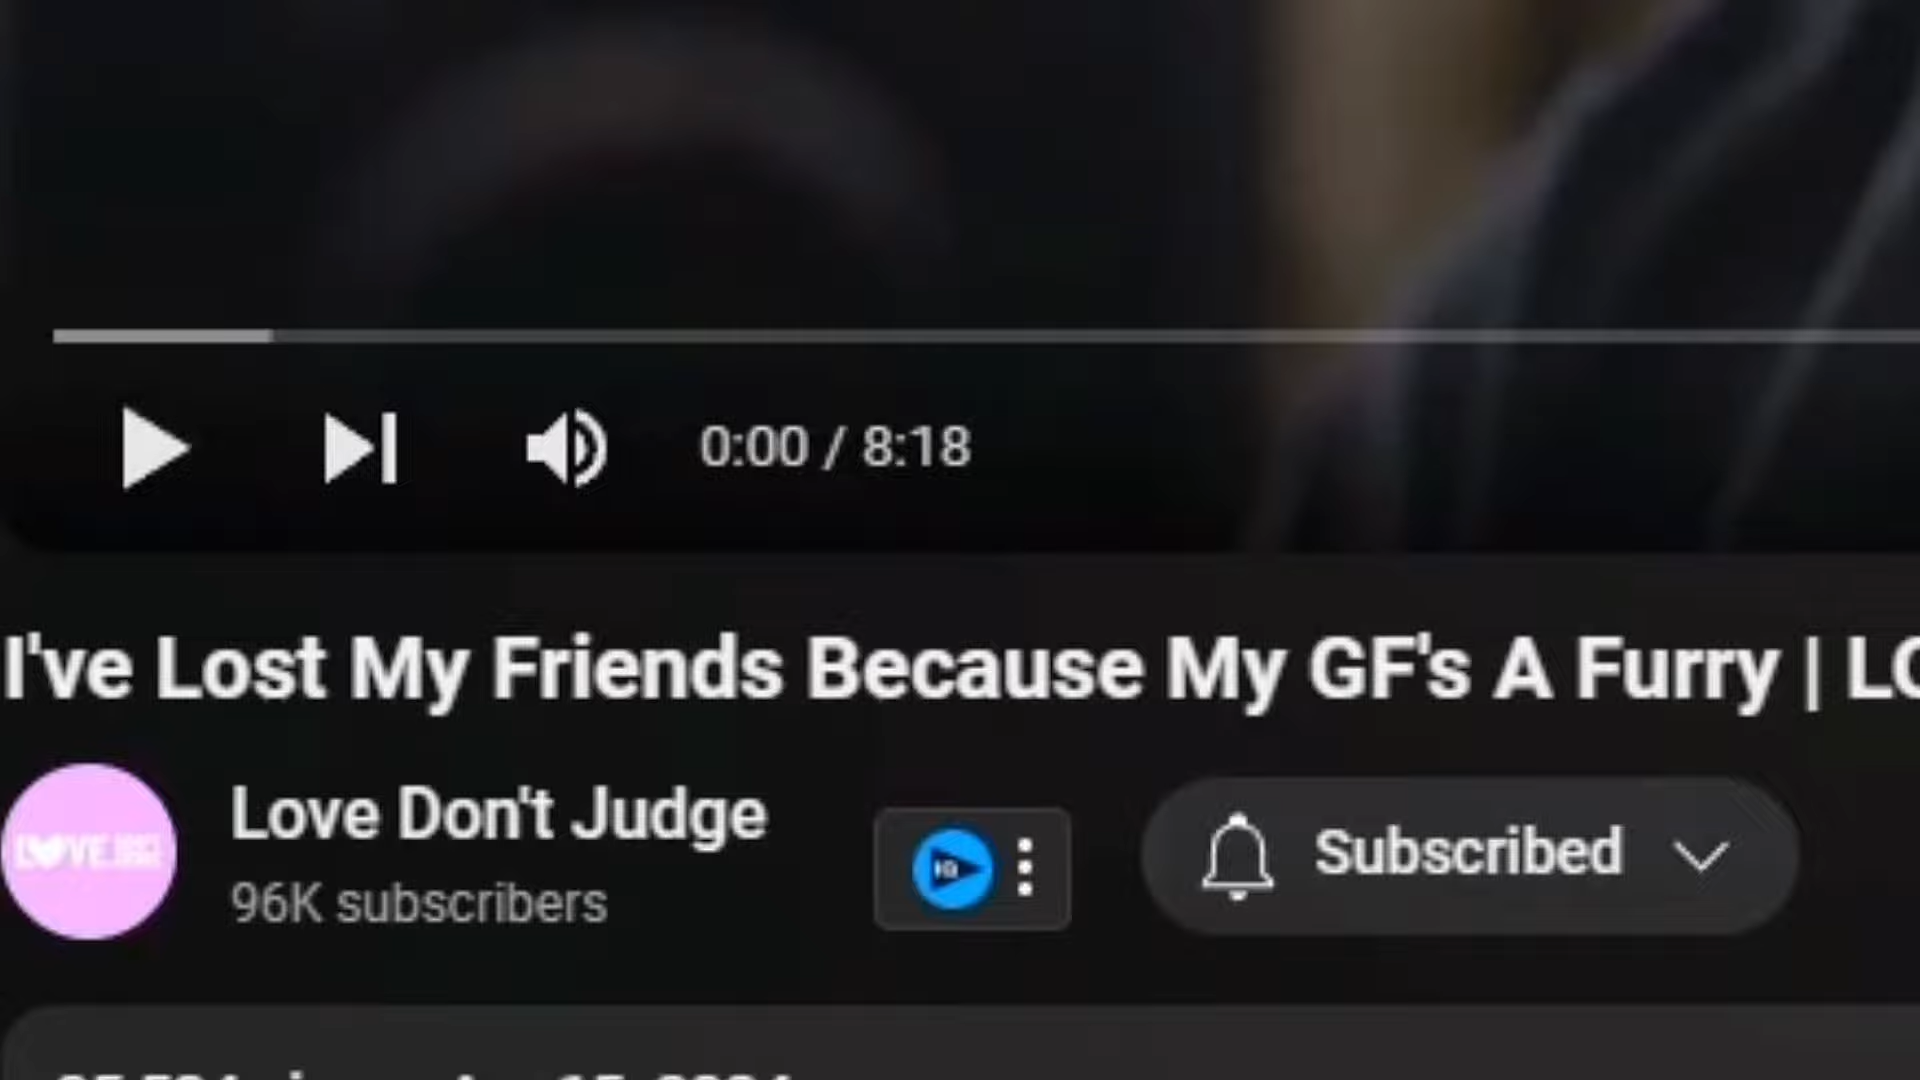 0:00 / 8:18
I've Lost My Friends Because My GF's A Furry | LO
LOVE
Love Don't Judge
96K subscribers
Subscribed